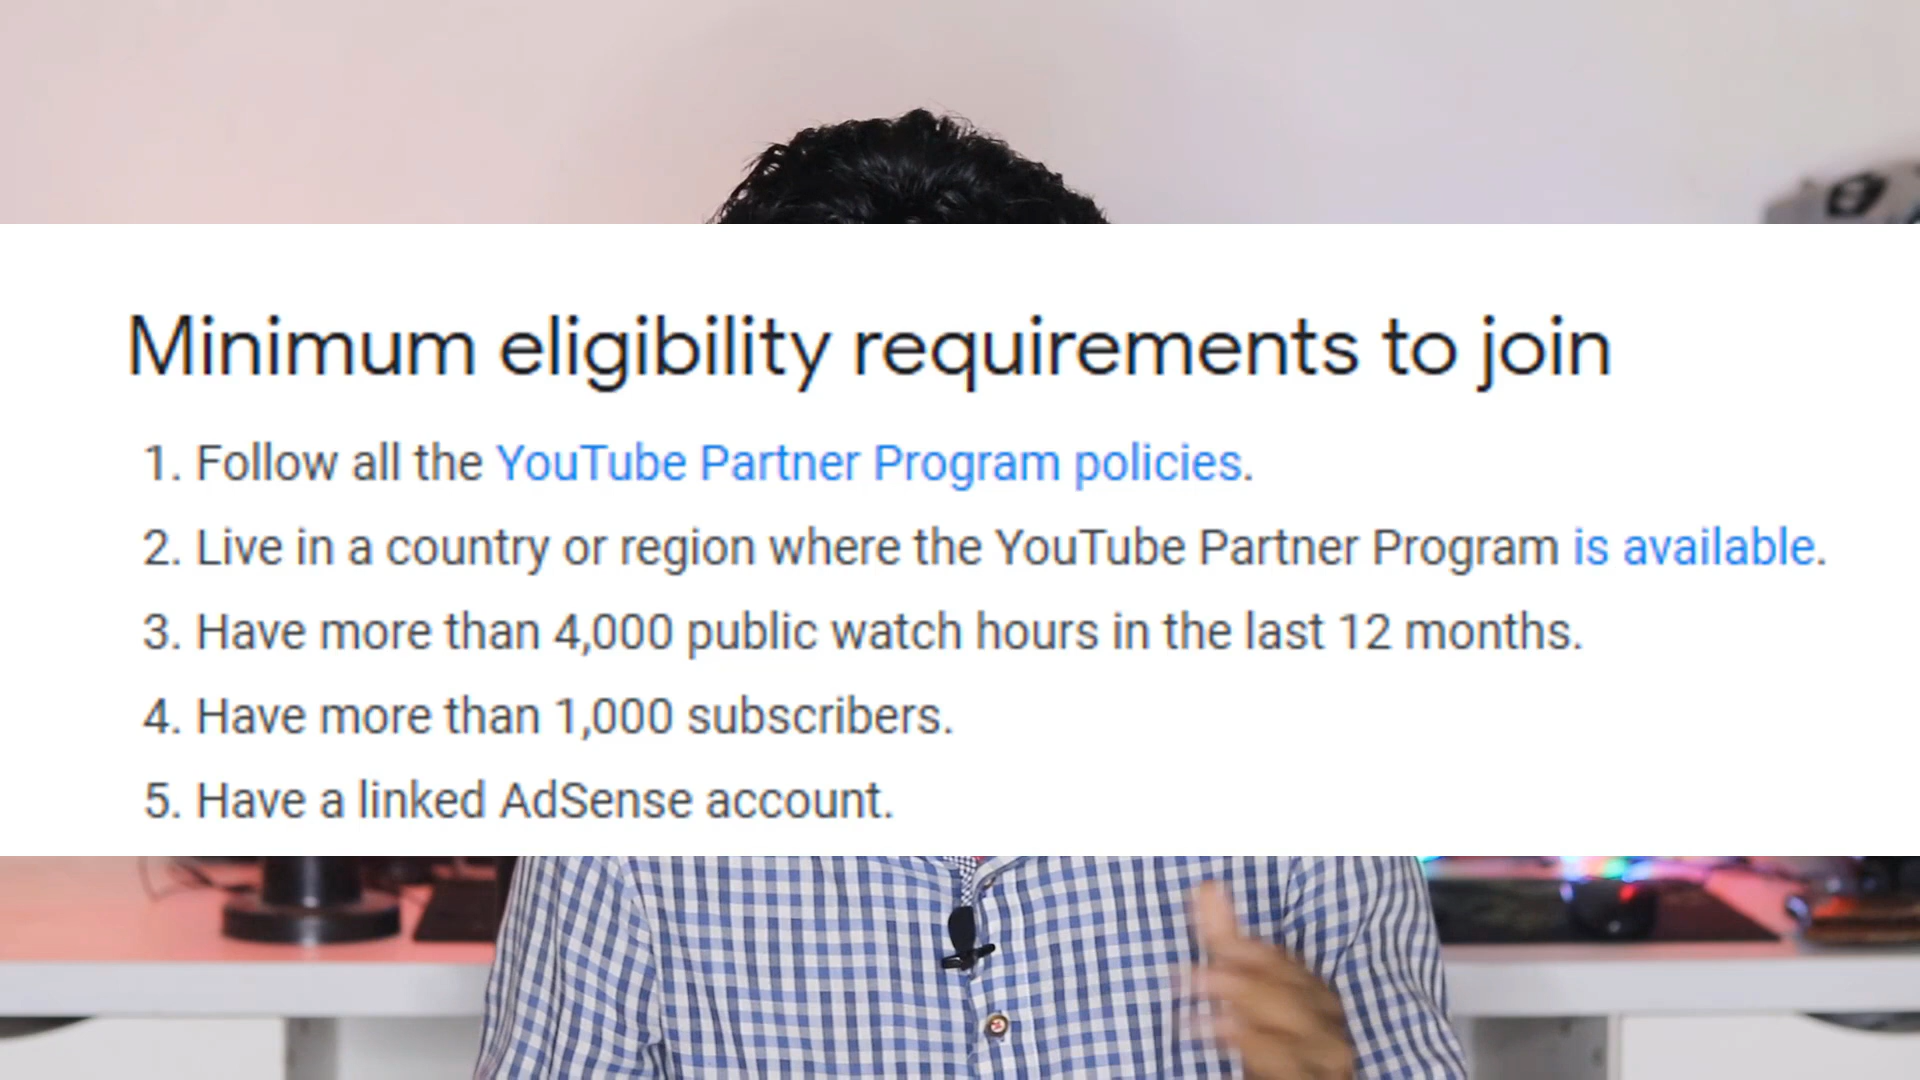 Minimum eligibility requirements to join
1. Follow all the YouTube Partner Program policies.
2. Live in a country or region where the YouTube Partner Program is available.
3. Have more than 4,000 public watch hours in the last 12 months.
4. Have more than 1,000 subscribers.
5. Have a linked AdSense account.